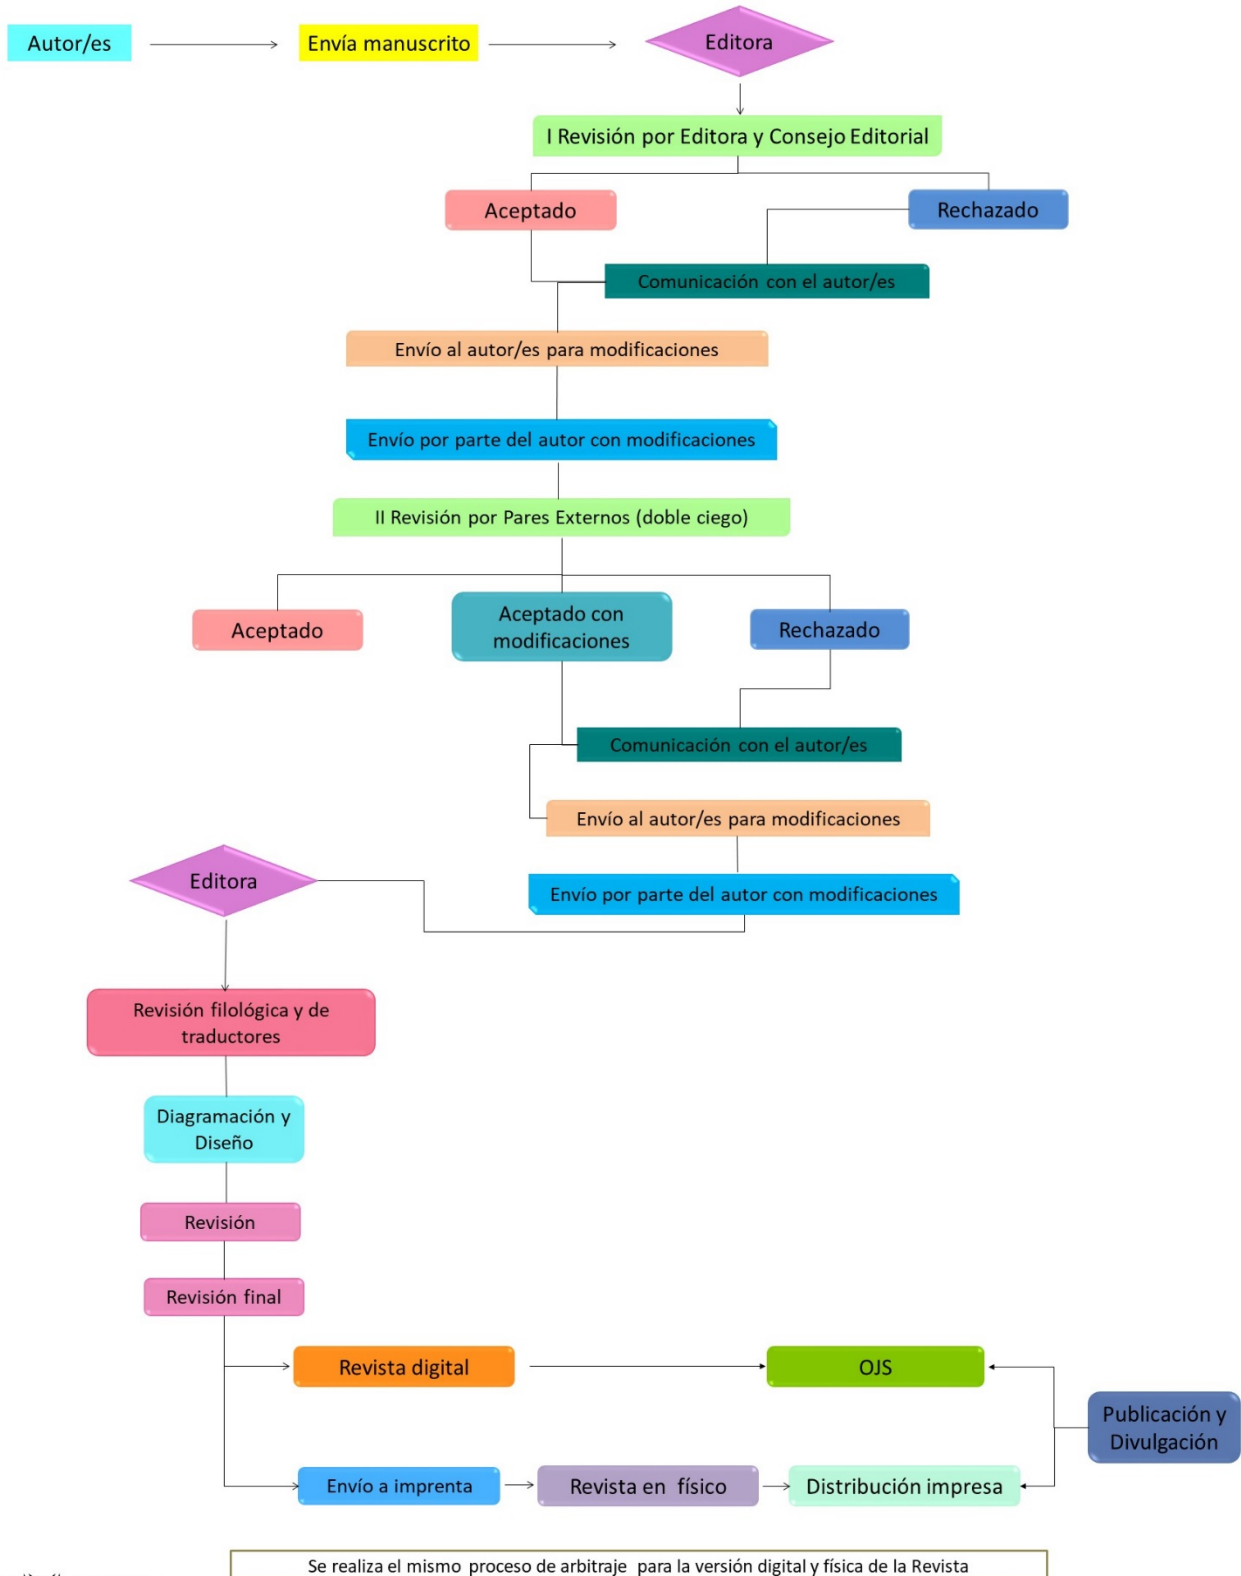 Autor/es
Envía manuscrito
Editora
I Revisión por Editora y Consejo Editorial
Aceptado
Rechazado
Comunicación con el autor/es
Envío al autor/es para modificaciones
Envío por parte del autor con modificaciones
II Revisión por Pares Externos (doble ciego)
Aceptado
Aceptado con
modificaciones
Rechazado
Comunicación con el autor/es
Envío al autor/es para modificaciones
Envío por parte del autor con modificaciones
Editora
Revisión filológica y de
traductores
Diagramación y
Diseño
Revisión
Revisión final
Revista digital
OJS
Publicación y
Divulgación
Envío a imprenta
Revista en físico
Distribución impresa
Se realiza el mismo proceso de arbitraje para la versión digital y física de la Revista